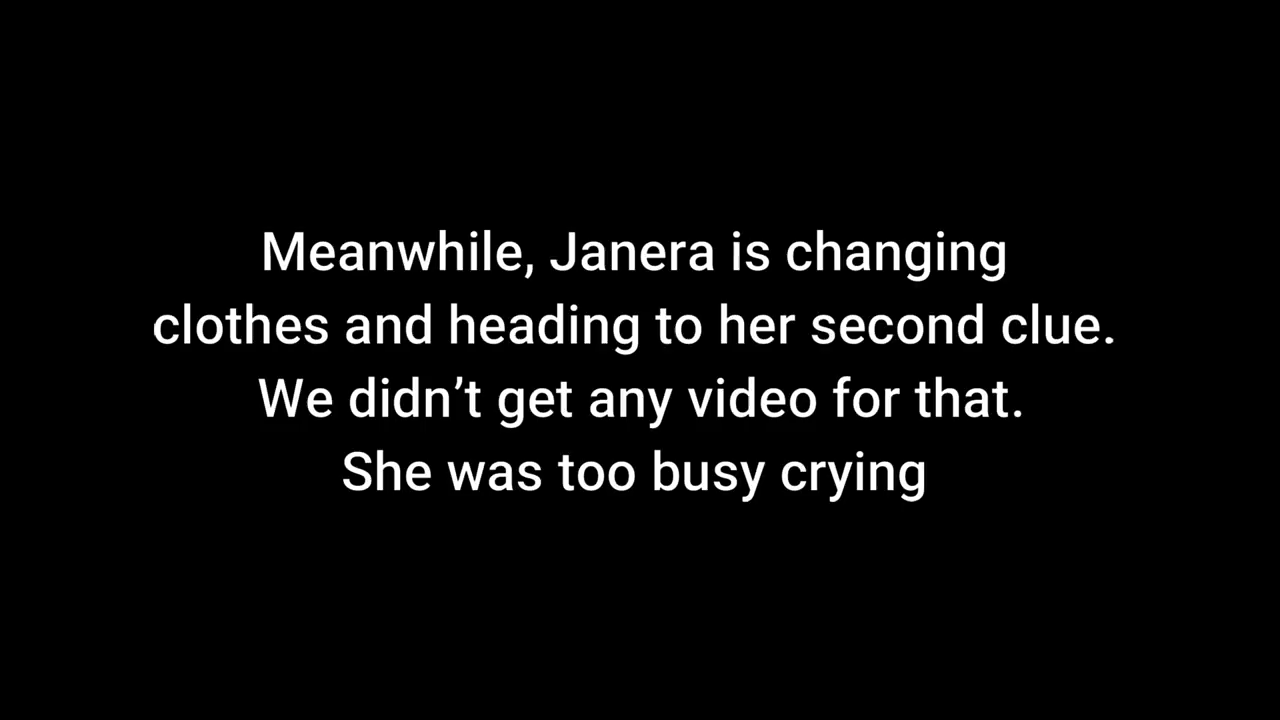 Meanwhile, Janera is changing
clothes and heading to her second clue.
We didn’t get any video for that.
She was too busy crying